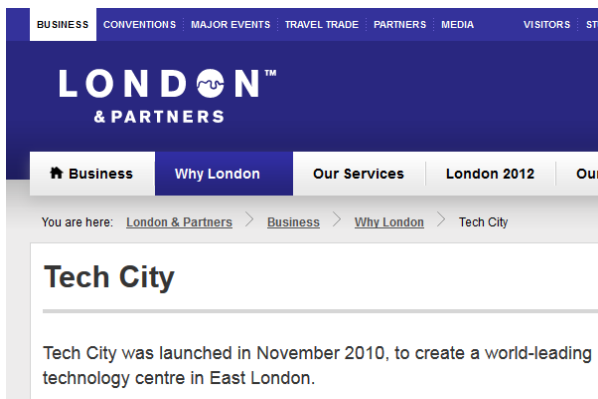 BUSINESS CONVENTIONS MAJOR EVENTS TRAVEL TRADE PARTNERS MEDIA VISITORS
LONDON™
& PARTNERS
Business Why London Our Services London 2012
You are here: London & Partners Business Why London Tech City
Tech City
Tech City was launched in November 2010, to create a world-leading
technology centre in East London.